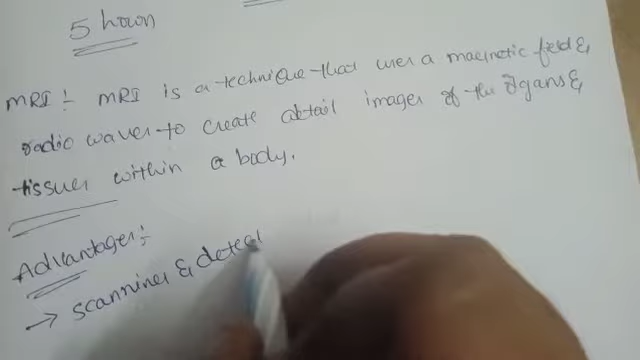 5 hours
MRI :- MRI is a technique that uses a magnetic field &
radio waves to create detail images of the organs &
tissues within a body.
Advantages :-
→ scanning & detect